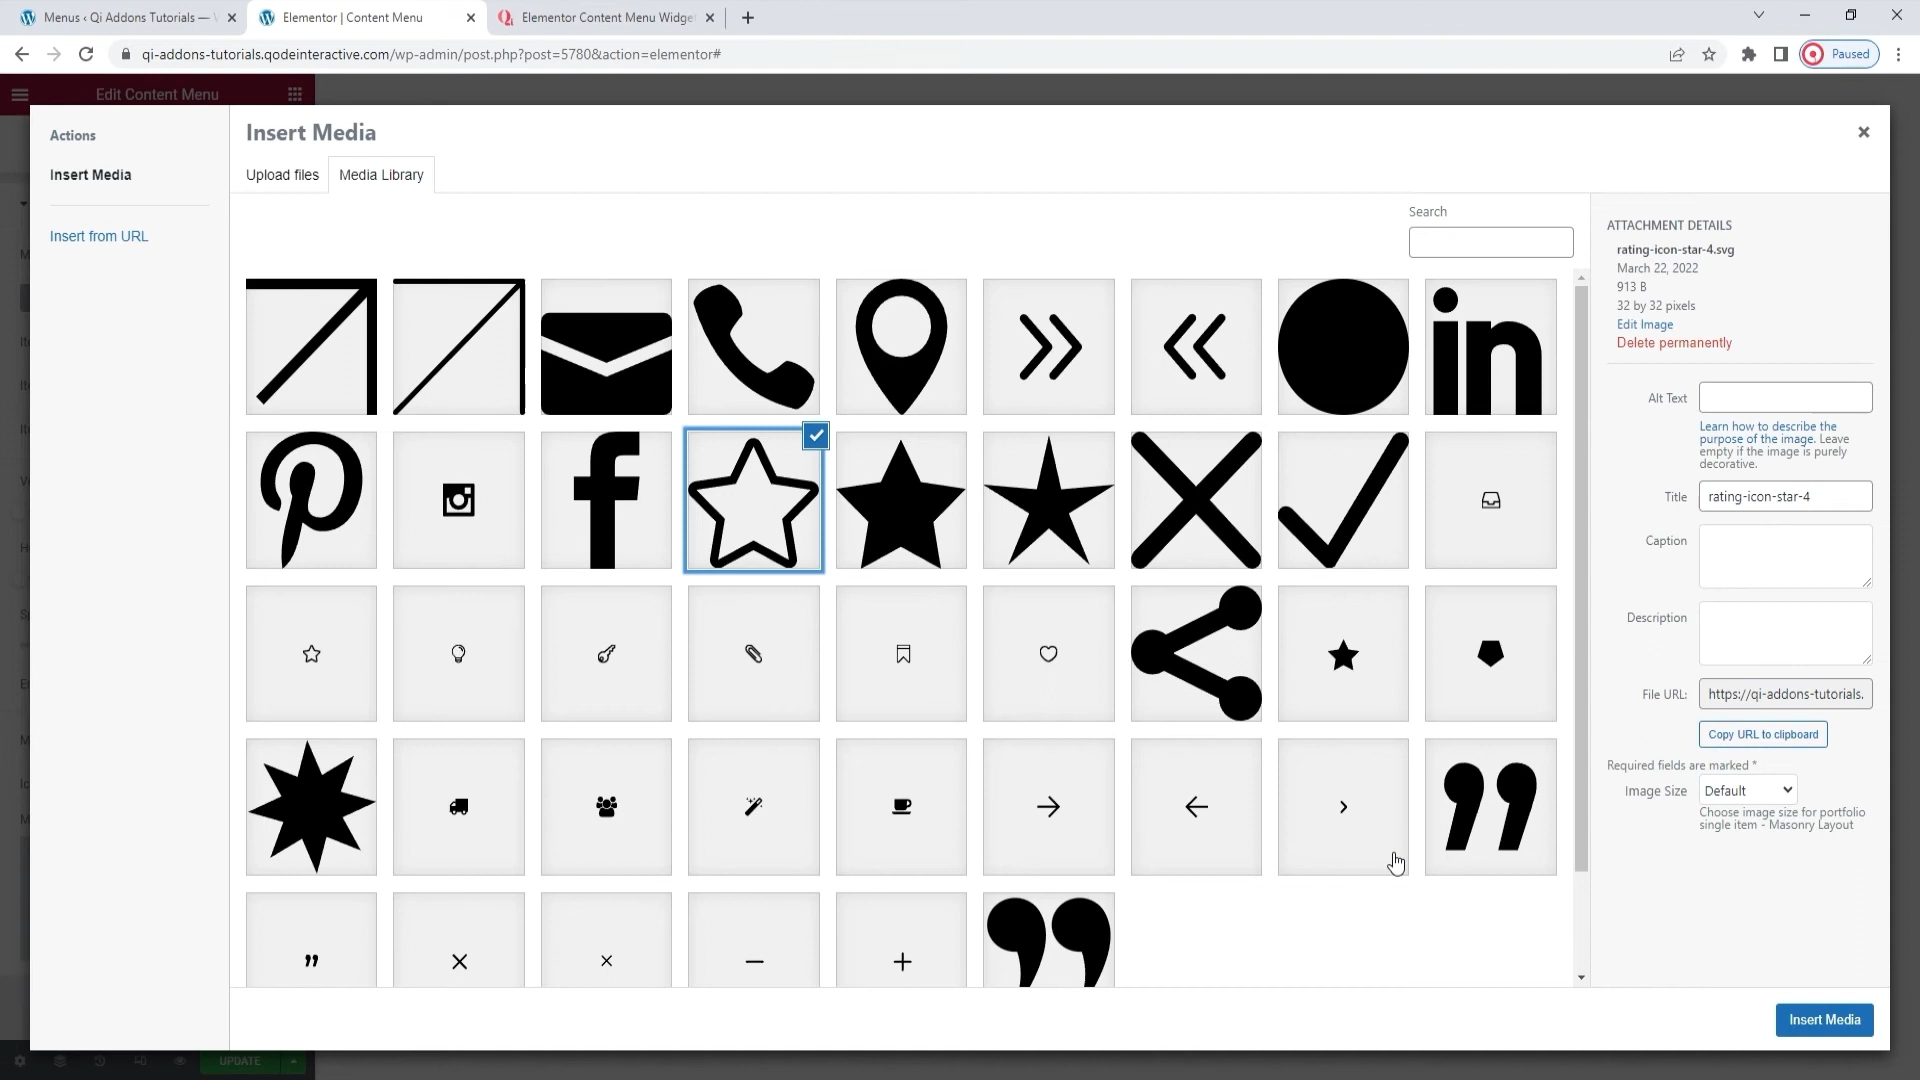 Menus ‹ Qi Addons Tutorials —
Elementor | Content Menu
Elementor Content Menu Widge
qi-addons-tutorials.qodeinteractive.com/wp-admin/post.php?post=5780&action=elementor#
Paused
Edit Content Menu
Actions
Insert Media
Insert from URL
Insert Media
Upload files
Media Library
Search
ATTACHMENT DETAILS
rating-icon-star-4.svg
March 22, 2022
913 B
32 by 32 pixels
Edit Image
Delete permanently
Alt Text
Learn how to describe the
purpose of the image. Leave
empty if the image is purely
decorative.
Title
rating-icon-star-4
Caption
Description
File URL:
https://qi-addons-tutorials.
Copy URL to clipboard
Required fields are marked *
Image Size
Default
Choose image size for portfolio
single item - Masonry Layout
Insert Media
UPDATE